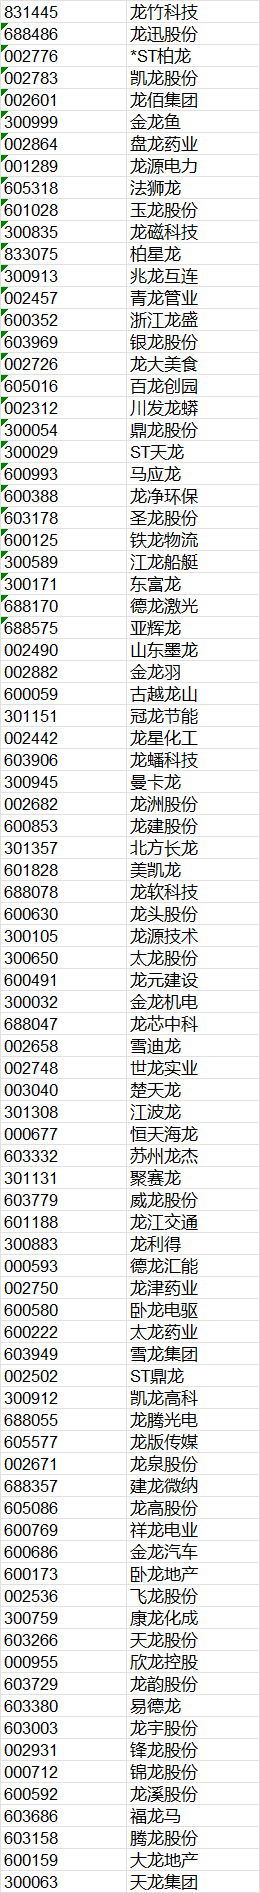 831445 龙竹科技
688486 龙迅股份
002776 *ST柏龙
002783 凯龙股份
002601 龙佰集团
300999 金龙鱼
002864 盘龙药业
001289 龙源电力
605318 法狮龙
601028 玉龙股份
300835 龙磁科技
833075 柏星龙
300913 兆龙互连
002457 青龙管业
600352 浙江龙盛
603969 银龙股份
002726 龙大美食
605016 百龙创园
002312 川发龙蟒
300054 鼎龙股份
300029 ST天龙
600993 马应龙
600388 龙净环保
603178 圣龙股份
600125 铁龙物流
300589 江龙船艇
300171 东富龙
688170 德龙激光
688575 亚辉龙
002490 山东墨龙
002882 金龙羽
600059 古越龙山
301151 冠龙节能
002442 龙星化工
603906 龙蟠科技
300945 曼卡龙
002682 龙洲股份
600853 龙建股份
301357 北方长龙
601828 美凯龙
688078 龙软科技
600630 龙头股份
300105 龙源技术
300650 太龙股份
600491 龙元建设
300032 金龙机电
688047 龙芯中科
002658 雪迪龙
002748 世龙实业
003040 楚天龙
301308 江波龙
000677 恒天海龙
603332 苏州龙杰
301131 聚赛龙
603779 威龙股份
601188 龙江交通
300883 龙利得
000593 德龙汇能
002750 龙津药业
600580 卧龙电驱
600222 太龙药业
603949 雪龙集团
002502 ST鼎龙
300912 凯龙高科
688055 龙腾光电
605577 龙版传媒
002671 龙泉股份
688357 建龙微纳
605086 龙高股份
600769 祥龙电业
600686 金龙汽车
600173 卧龙地产
002536 飞龙股份
300759 康龙化成
603266 天龙股份
000955 欣龙控股
603729 龙韵股份
603380 易德龙
603003 龙宇股份
002931 锋龙股份
000712 锦龙股份
600592 龙溪股份
603686 福龙马
603158 腾龙股份
600159 大龙地产
300063 天龙集团